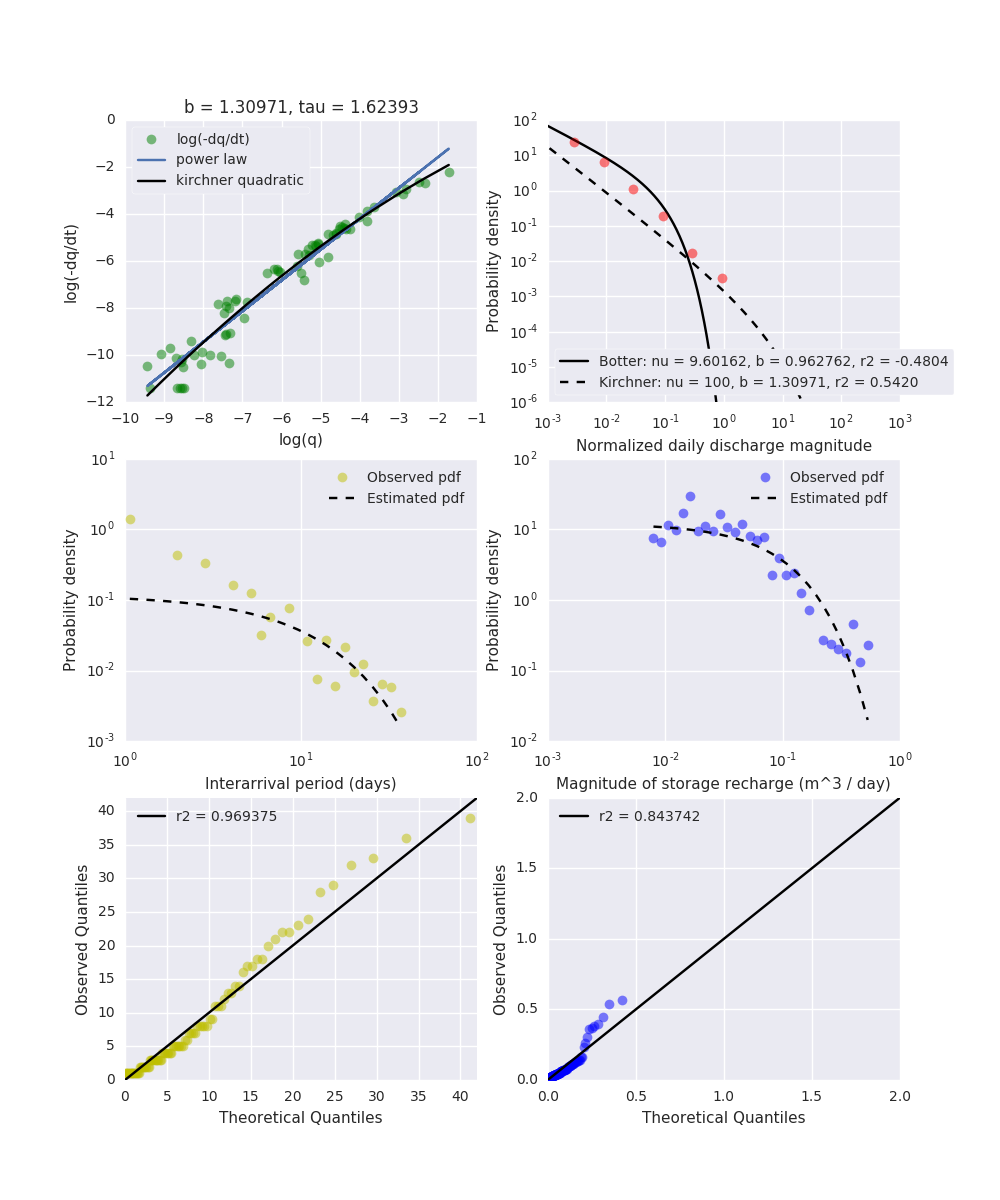 b = 1.30971, tau = 1.62393
log(-dq/dt)
power law
kirchner quadratic
0
−2
−4
−6
−8
−10
−12
log(-dq/dt)
−10 −9 −8 −7 −6 −5 −4 −3 −2 −1
log(q)
10^2
10^1
10^0
10^-1
10^-2
10^-3
10^-4
10^-5
10^-6
Probability density
Botter: nu = 9.60162, b = 0.962762, r2 = -0.4804
Kirchner: nu = 100, b = 1.30971, r2 = 0.5420
10^-3 10^-2 10^-1 10^0 10^1 10^2 10^3
Normalized daily discharge magnitude
Observed pdf
Estimated pdf
10^1
10^0
10^-1
10^-2
10^-3
Probability density
10^0 10^1 10^2
Interarrival period (days)
Observed pdf
Estimated pdf
10^2
10^1
10^0
10^-1
10^-2
Probability density
10^-3 10^-2 10^-1 10^0
Magnitude of storage recharge (m^3 / day)
r2 = 0.969375
40
35
30
25
20
15
10
5
0
Observed Quantiles
0 5 10 15 20 25 30 35 40
Theoretical Quantiles
r2 = 0.843742
2.0
1.5
1.0
0.5
0.0
Observed Quantiles
0.0 0.5 1.0 1.5 2.0
Theoretical Quantiles